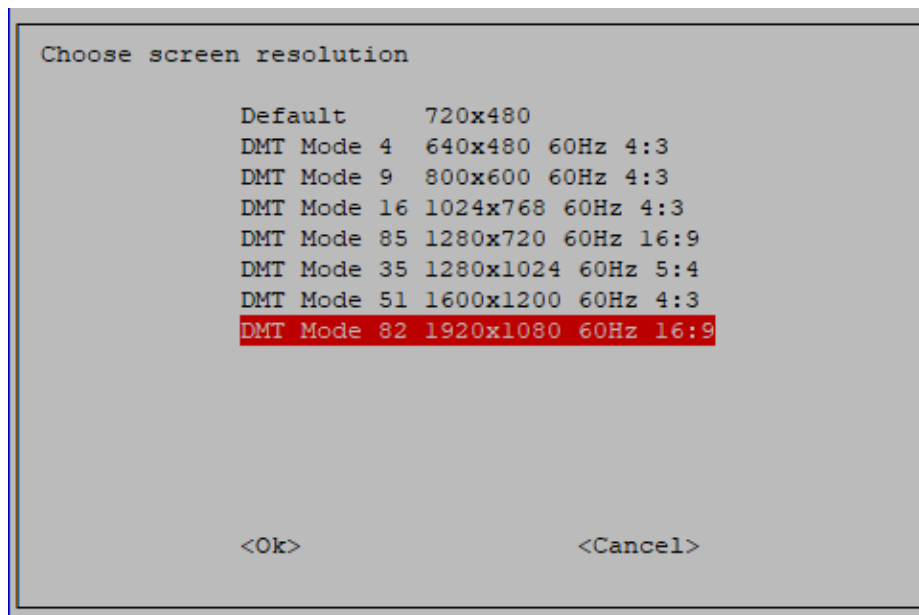 Choose screen resolution
Default 720x480
DMT Mode 4 640x480 60Hz 4:3
DMT Mode 9 800x600 60Hz 4:3
DMT Mode 16 1024x768 60Hz 4:3
DMT Mode 85 1280x720 60Hz 16:9
DMT Mode 35 1280x1024 60Hz 5:4
DMT Mode 51 1600x1200 60Hz 4:3
DMT Mode 82 1920x1080 60Hz 16:9
<Ok> <Cancel>